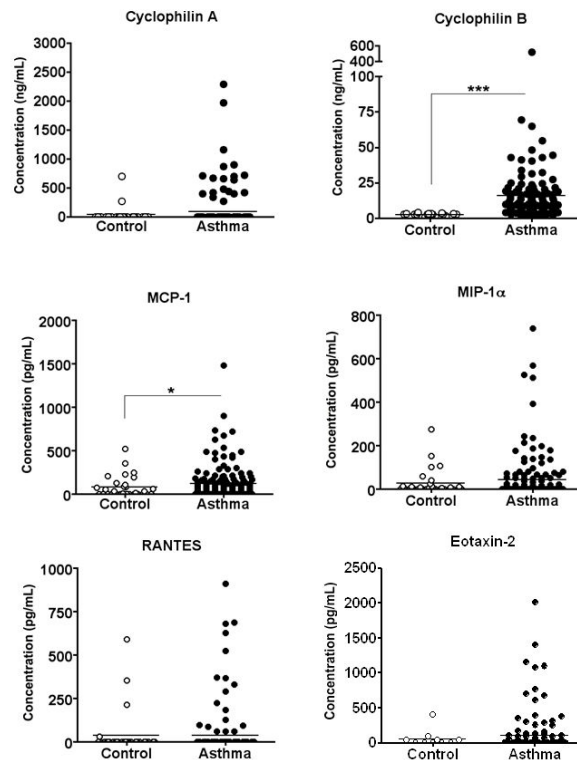 Cyclophilin A
Concentration (ng/mL)
3000
2500
2000
1500
1000
500
0
Control
Asthma
Cyclophilin B
Concentration (ng/mL)
600
400
100
75
50
25
0
***
Control
Asthma
MCP-1
Concentration (pg/mL)
2000
1500
1000
500
0
*
Control
Asthma
MIP-1α
Concentration (pg/mL)
800
600
400
200
0
Control
Asthma
RANTES
Concentration (pg/mL)
1000
750
500
250
0
Control
Asthma
Eotaxin-2
Concentration (pg/mL)
2500
2000
1500
1000
500
0
Control
Asthma